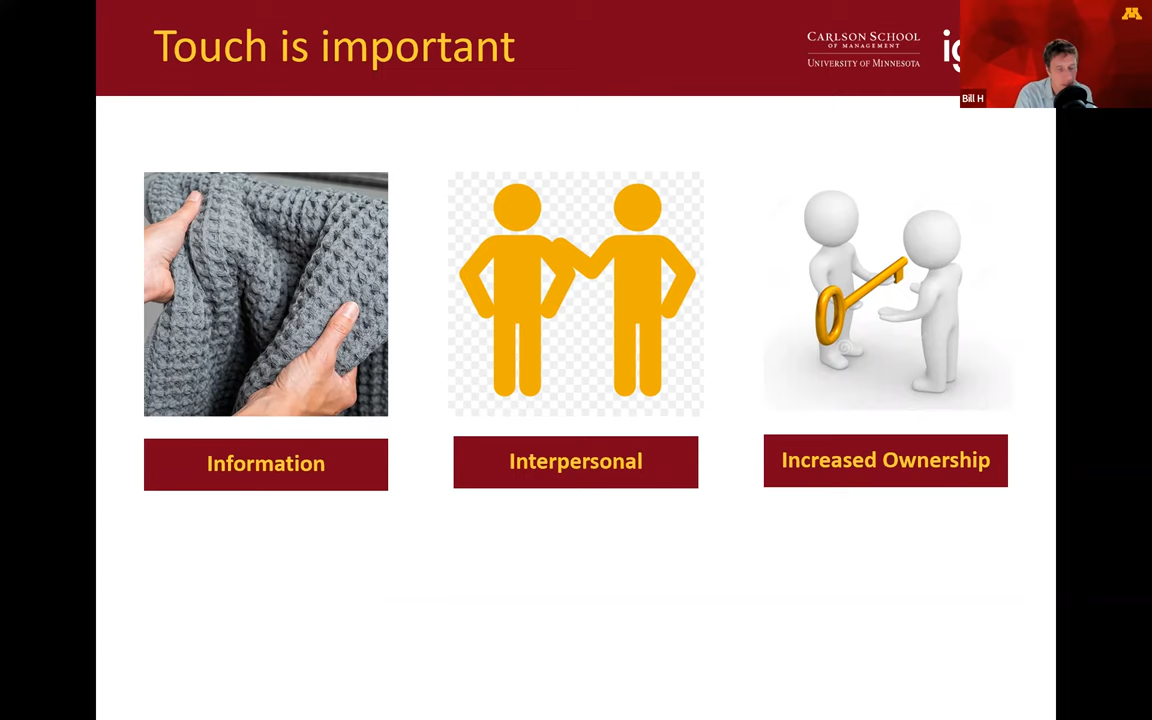 Touch is important
CARLSON SCHOOL
OF MANAGEMENT
UNIVERSITY OF MINNESOTA
Bill H
Information
Interpersonal
Increased Ownership